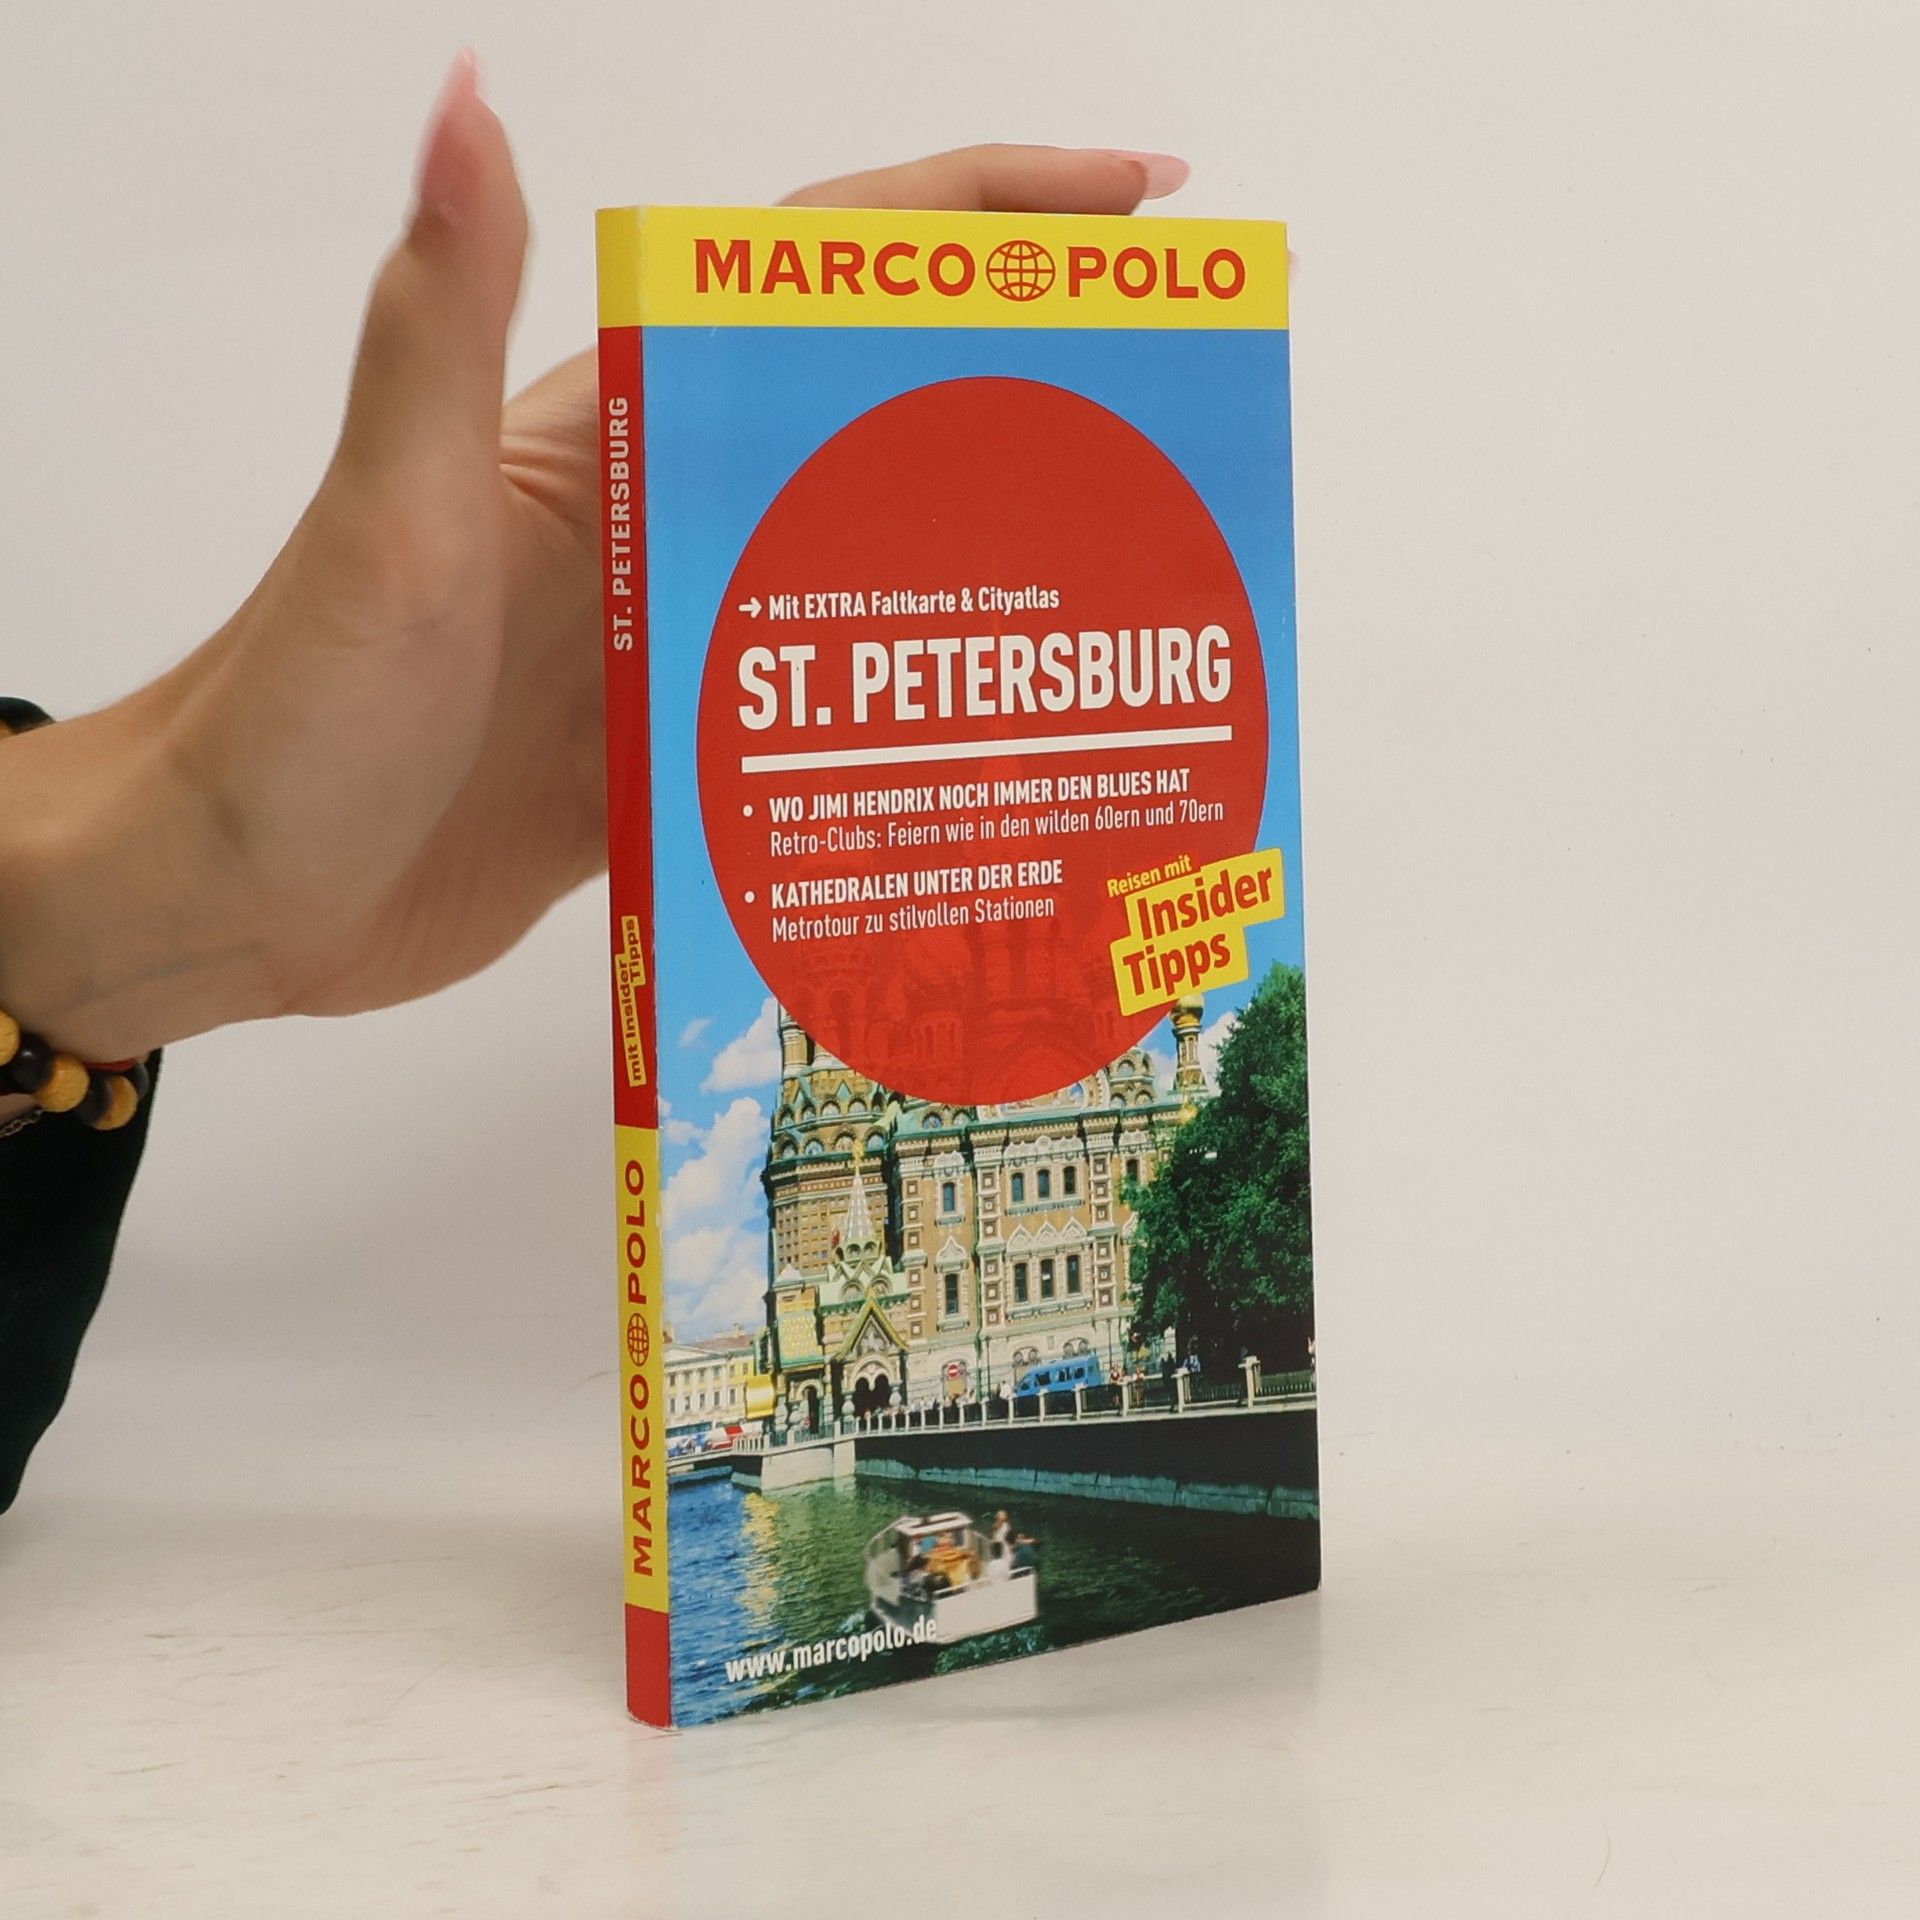 MARCO POLO
→ Mit EXTRA Faltkarte & Cityatlas
ST. PETERSBURG
• WO JIMI HENDRIX NOCH IMMER DEN BLUES HAT
Retro-Clubs: Feiern wie in den wilden 60ern und 70ern
• KATHEDRALEN UNTER DER ERDE
Metrotour zu stilvollen Stationen
Reisen mit
Insider
Tipps
www.marcopolo.de
ST. PETERSBURG
mit Insider
Tipps
MARCO POLO